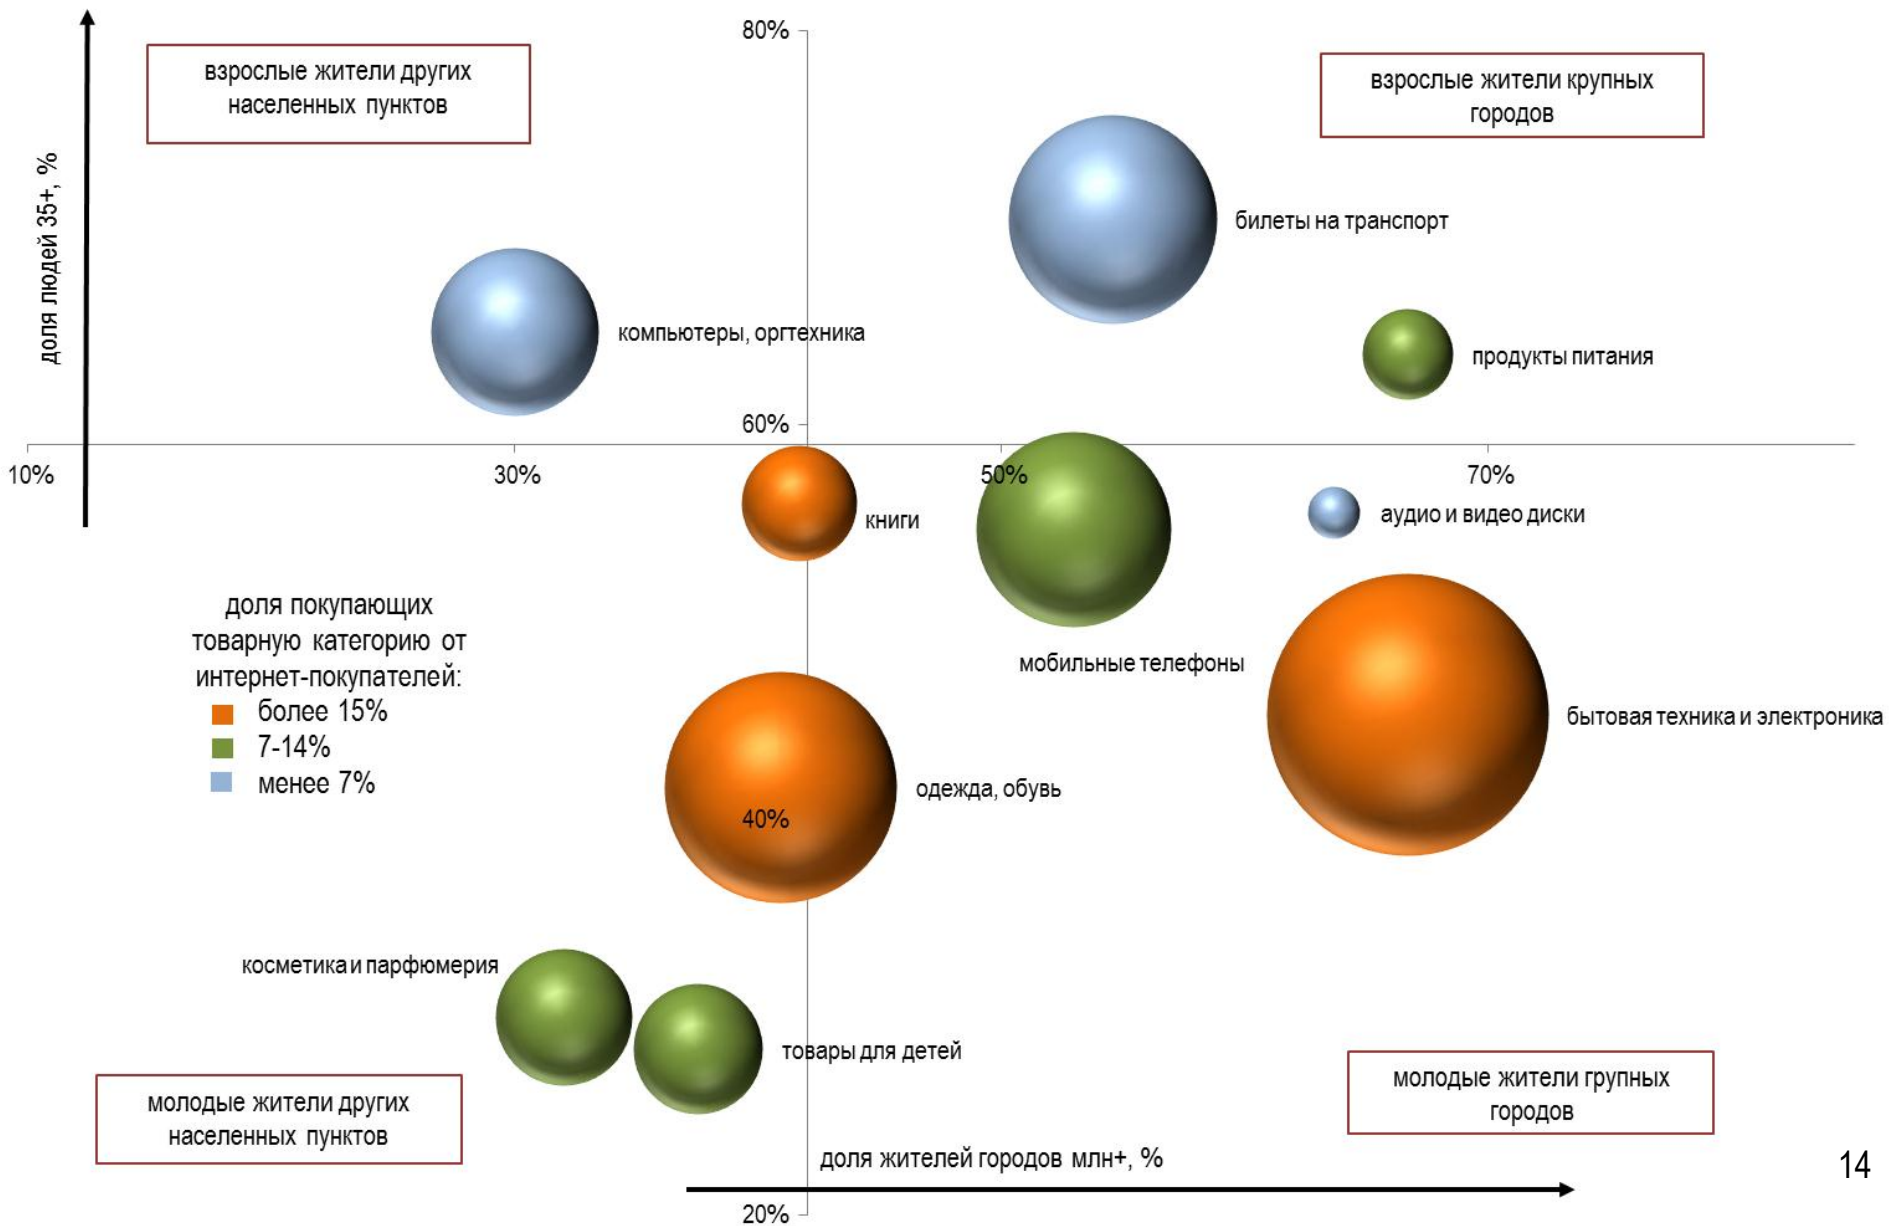 80%
взрослые жители других
населенных пунктов
взрослые жители крупных
городов
доля людей 35+, %
билеты на транспорт
компьютеры, оргтехника
продукты питания
60%
10%
30%
50%
70%
книги
аудио и видео диски
доля покупающих
товарную категорию от
интернет-покупателей:
более 15%
7-14%
менее 7%
мобильные телефоны
бытовая техника и электроника
одежда, обувь
40%
косметика и парфюмерия
товары для детей
молодые жители других
населенных пунктов
молодые жители групных
городов
доля жителей городов млн+, %
14
20%